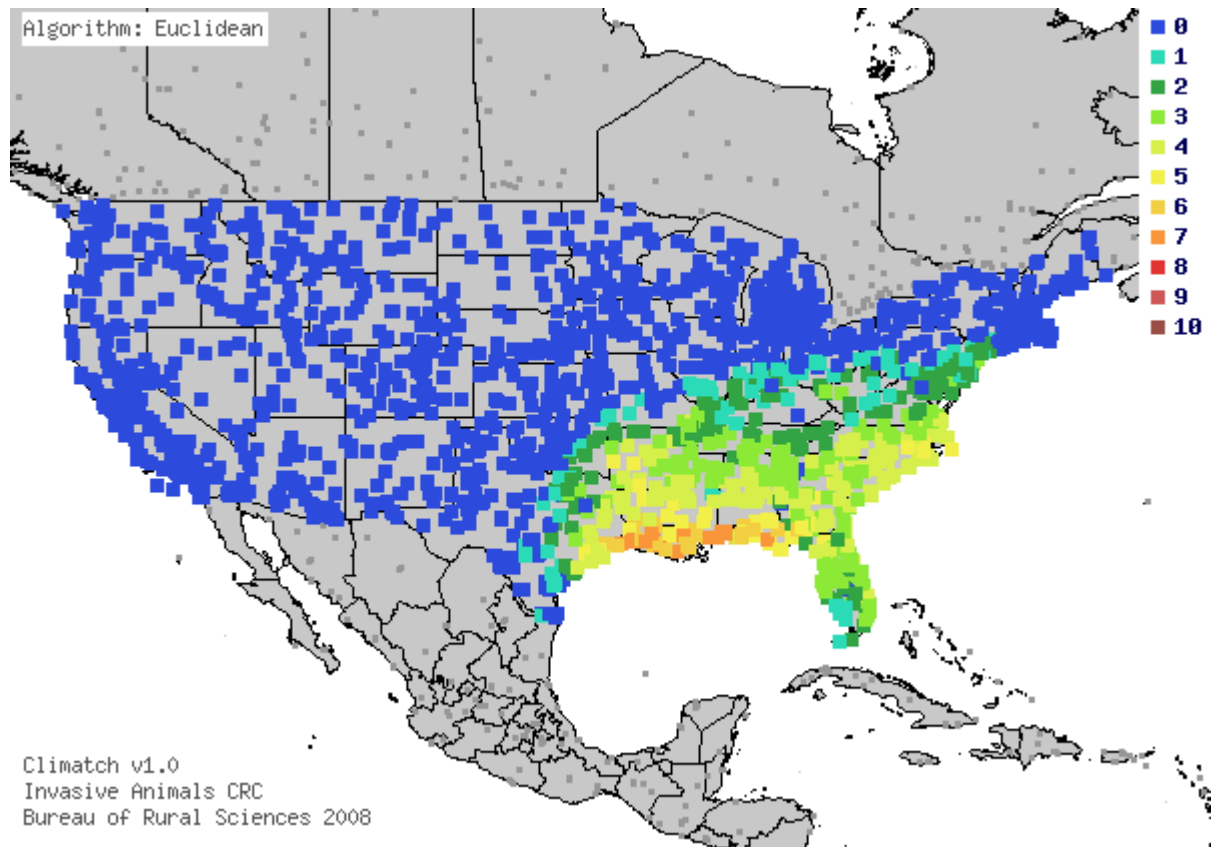 Algorithm: Euclidean
0
1
2
3
4
5
6
7
8
9
10
Climatch v1.0
Invasive Animals CRC
Bureau of Rural Sciences 2008